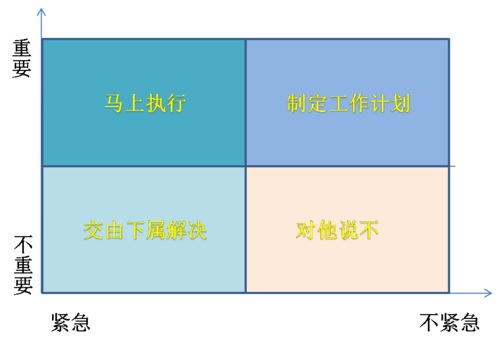 重要
马上执行
制定工作计划
交由下属解决
对他说不
不重要
紧急
不紧急